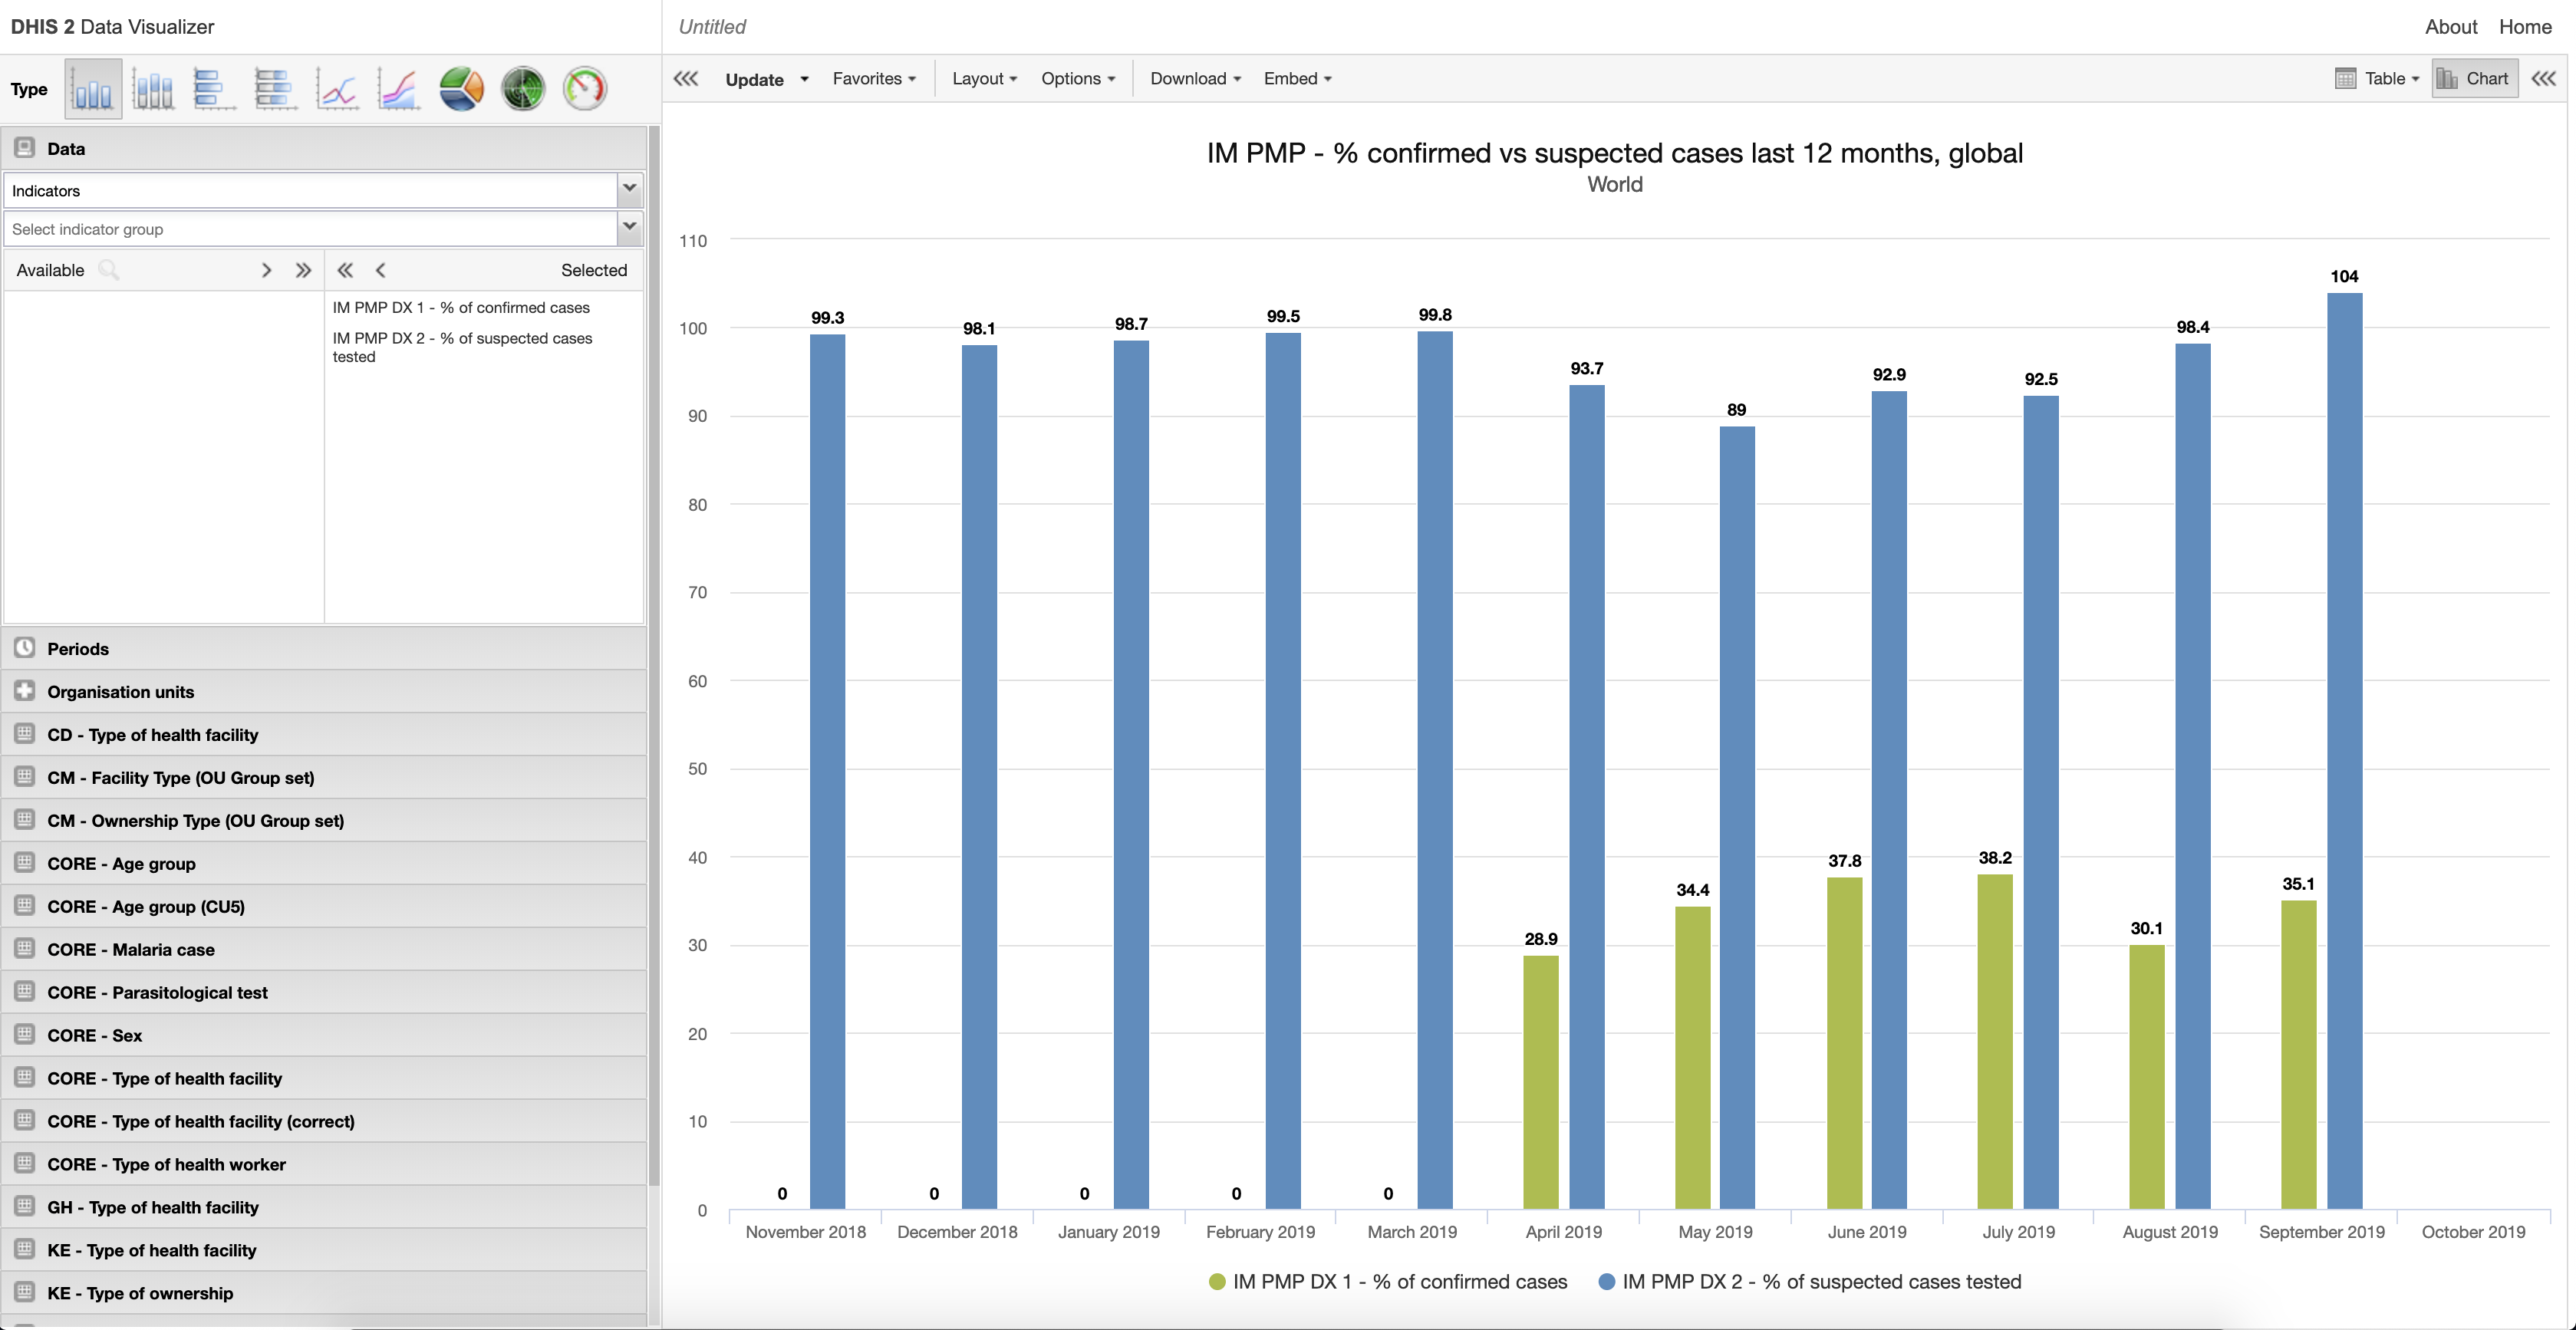 DHIS 2 Data Visualizer
Untitled
About Home
Type
Update Favorites Layout Options Download Embed
Table Chart
Data
Indicators
Select indicator group
Available Selected
IM PMP DX 1 - % of confirmed cases
IM PMP DX 2 - % of suspected cases
tested
Periods
Organisation units
CD - Type of health facility
CM - Facility Type (OU Group set)
CM - Ownership Type (OU Group set)
CORE - Age group
CORE - Age group (CU5)
CORE - Malaria case
CORE - Parasitological test
CORE - Sex
CORE - Type of health facility
CORE - Type of health facility (correct)
CORE - Type of health worker
GH - Type of health facility
KE - Type of health facility
KE - Type of ownership
IM PMP - % confirmed vs suspected cases last 12 months, global
World
110
100
90
80
70
60
50
40
30
20
10
0
0 99.3
0 98.1
0 98.7
0 99.5
0 99.8
28.9 93.7
34.4 89
37.8 92.9
38.2 92.5
30.1 98.4
35.1 104
November 2018 December 2018 January 2019 February 2019 March 2019 April 2019 May 2019 June 2019 July 2019 August 2019 September 2019 October 2019
IM PMP DX 1 - % of confirmed cases IM PMP DX 2 - % of suspected cases tested